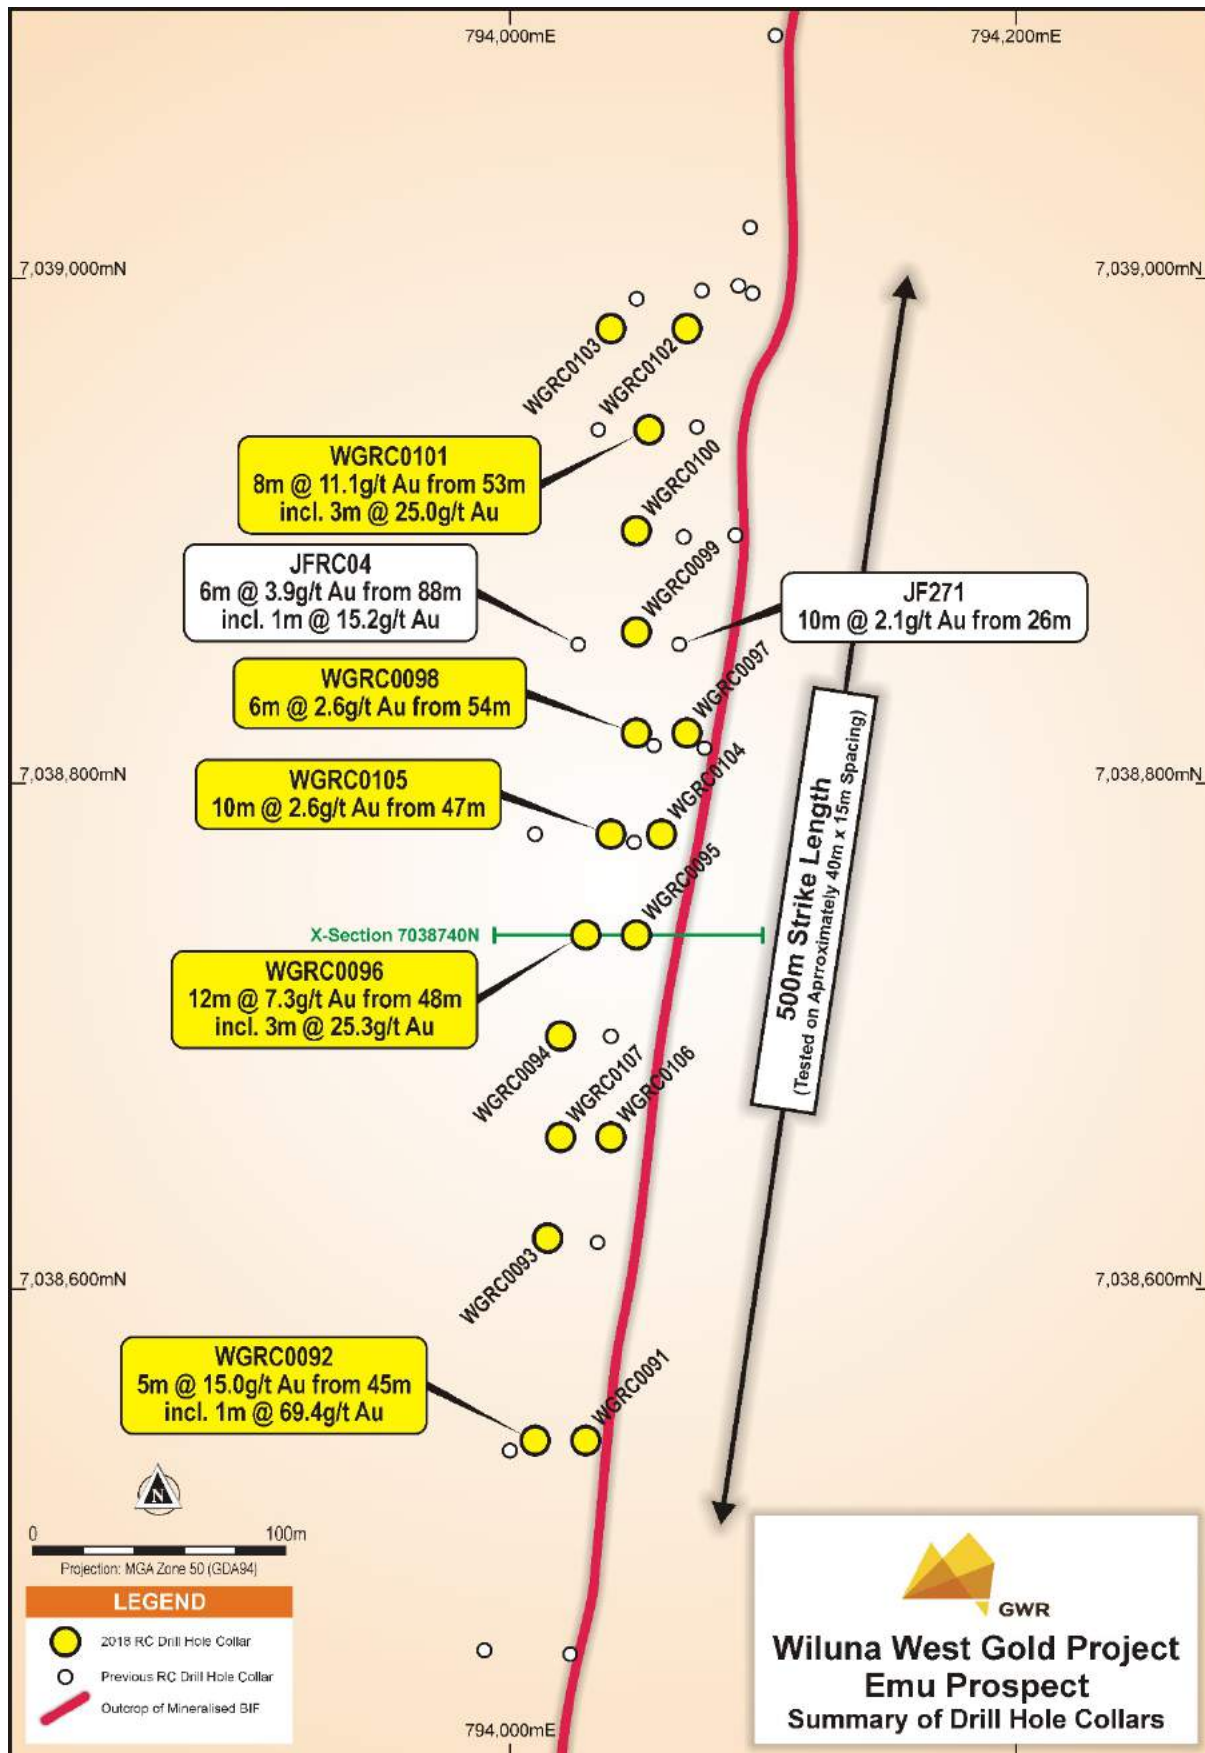 794,000mE
794,200mE
7,039,000mN
7,039,000mN
WGRC0103
WGRC0102
WGRC0101
8m @ 11.1g/t Au from 53m
incl. 3m @ 25.0g/t Au
WGRC0100
JFRC04
6m @ 3.9g/t Au from 88m
incl. 1m @ 15.2g/t Au
WGRC0099
JF271
10m @ 2.1g/t Au from 26m
WGRC0098
6m @ 2.6g/t Au from 54m
WGRC0097
7,038,800mN
7,038,800mN
WGRC0105
10m @ 2.6g/t Au from 47m
WGRC0104
500m Strike Length
(Tested on Aprroximately 40m x 15m Spacing)
WGRC0095
X-Section 7038740N
WGRC0096
12m @ 7.3g/t Au from 48m
incl. 3m @ 25.3g/t Au
WGRC0094
WGRC0107
WGRC0106
WGRC0093
7,038,600mN
7,038,600mN
WGRC0092
5m @ 15.0g/t Au from 45m
incl. 1m @ 69.4g/t Au
WGRC0091
N
0
100m
Projection: MGA Zone 50 (GDA94)
LEGEND
2018 RC Drill Hole Collar
Previous RC Drill Hole Collar
Outcrop of Mineralised BIF
794,000mE
GWR
Wiluna West Gold Project
Emu Prospect
Summary of Drill Hole Collars